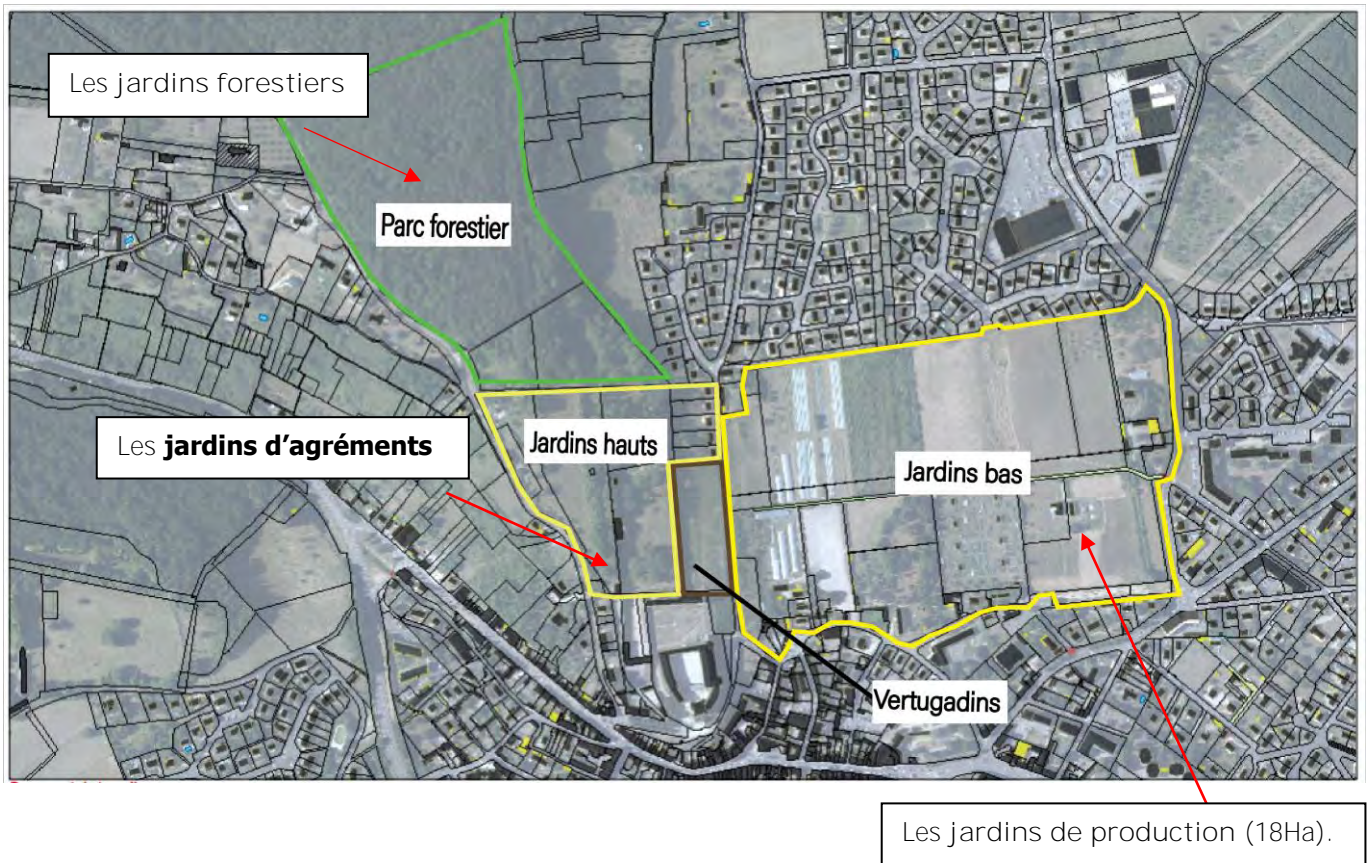 Les jardins forestiers
Parc forestier
Les jardins d'agréments
Jardins hauts
Jardins bas
Vertugadins
Les jardins de production (18Ha).